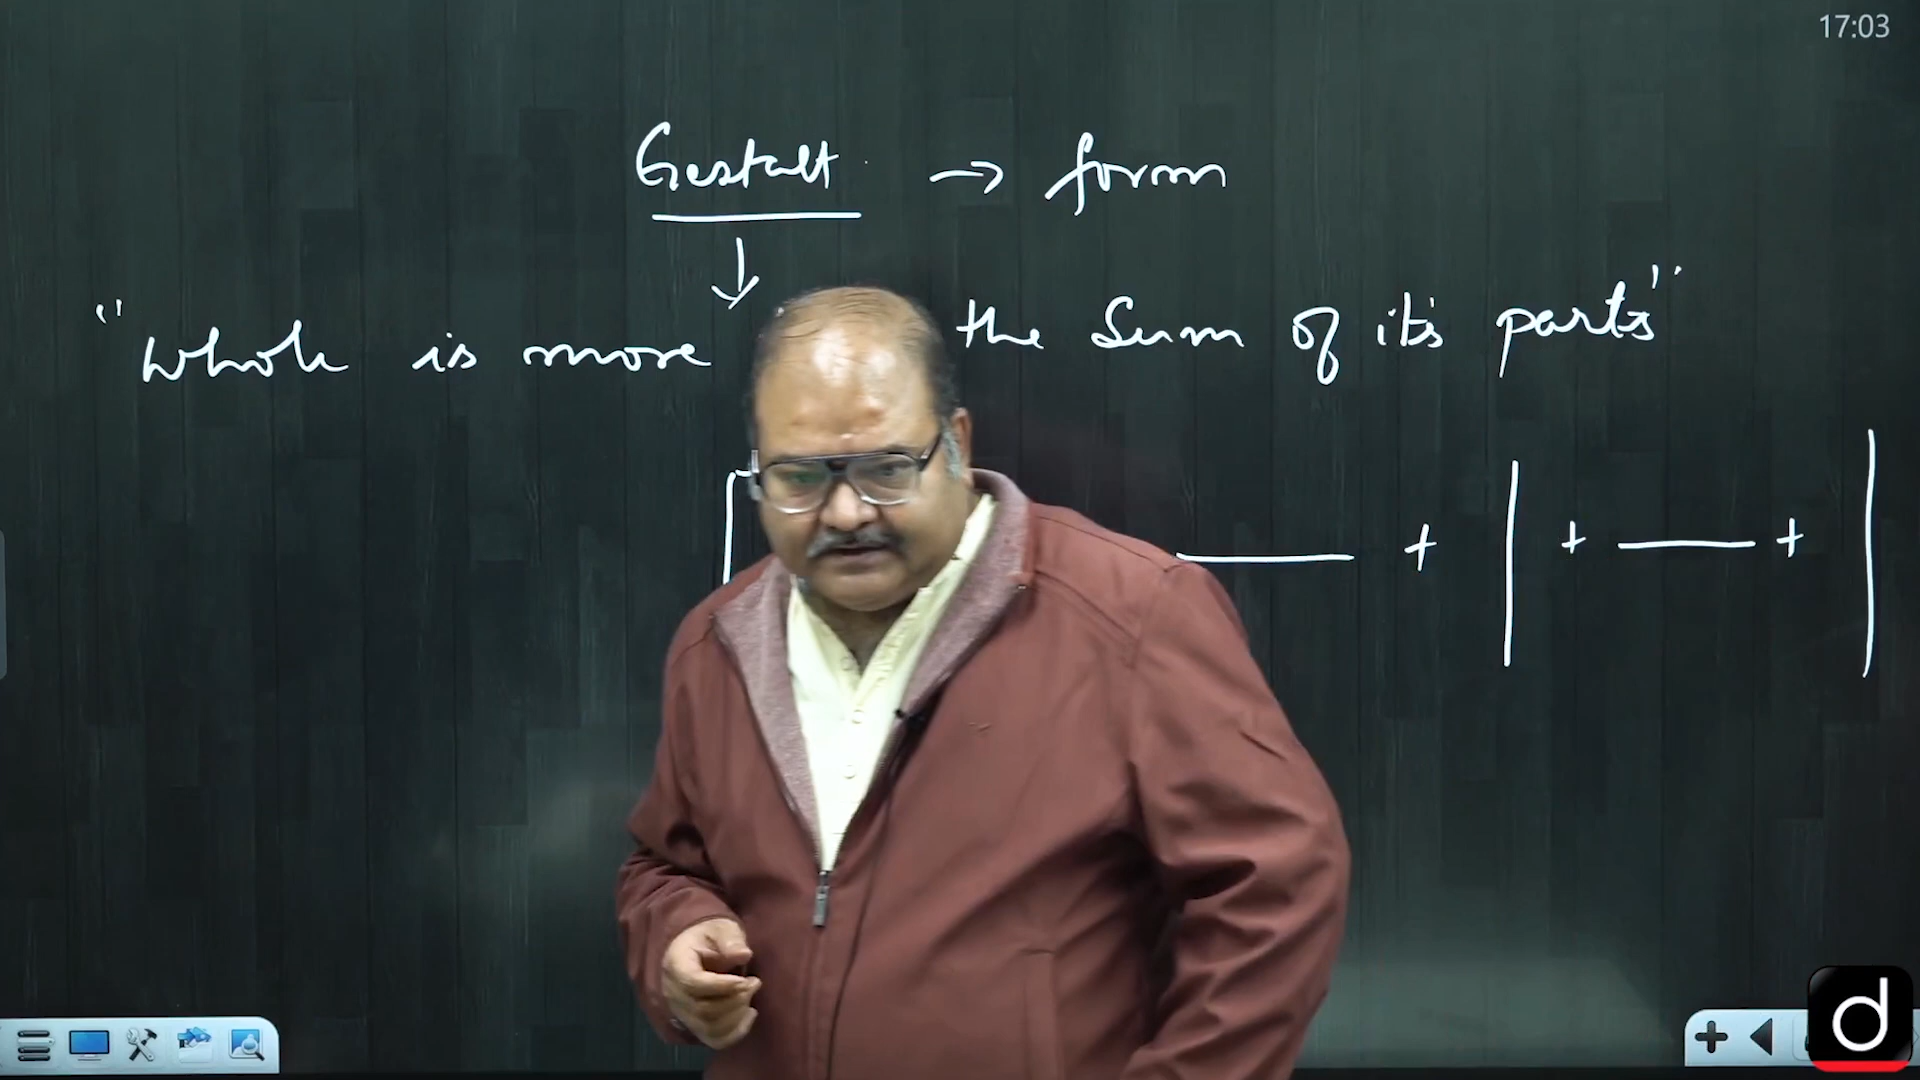 17:03
Gestalt → form
"Whole is more the Sum of it's parts"
+ + +
d